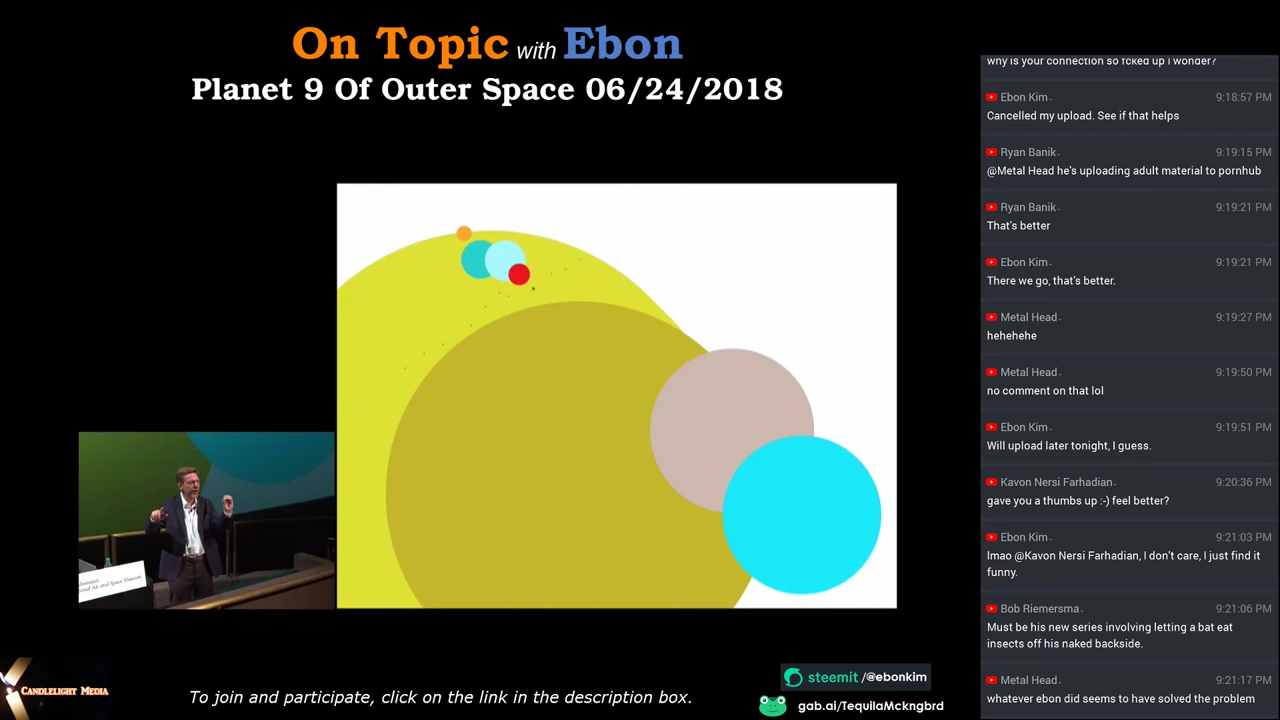 On Topic with Ebon
Planet 9 Of Outer Space 06/24/2018
why is your connection so fcked up i wonder?
Ebon Kim 9:18:57 PM
Cancelled my upload. See if that helps
Ryan Banik 9:19:15 PM
@Metal Head he's uploading adult material to pornhub
Ryan Banik 9:19:21 PM
That's better
Ebon Kim 9:19:21 PM
There we go, that's better.
Metal Head 9:19:27 PM
hehehehe
Metal Head 9:19:50 PM
no comment on that lol
Ebon Kim 9:19:51 PM
Will upload later tonight, I guess.
Kavon Nersi Farhadian 9:20:36 PM
gave you a thumbs up :-) feel better?
Ebon Kim 9:21:03 PM
lmao @Kavon Nersi Farhadian, I don't care, I just find it
funny.
Bob Riemersma 9:21:06 PM
Must be his new series involving letting a bat eat
insects off his naked backside.
Metal Head 9:21:17 PM
whatever ebon did seems to have solved the problem
Air and Space Museum
CANDLELIGHT MEDIA
To join and participate, click on the link in the description box.
steemit /@ebonkim
gab.ai/TequilaMckngbrd